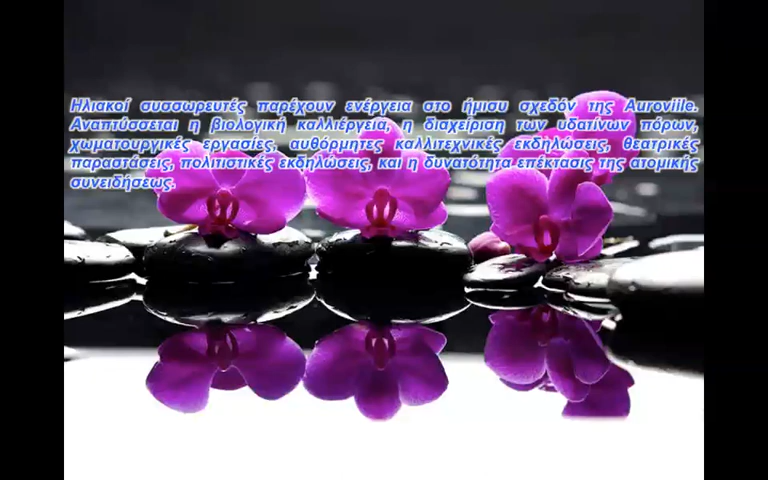 Ηλιακοί συσσωρευτές παρέχουν ενέργεια στο ήμισυ σχεδόν της Auroville.
Αναπτύσσεται η βιολογική καλλιέργεια, η διαχείριση των υδατίνων πόρων,
χωματουργικές εργασίες, αυθόρμητες καλλιτεχνικές εκδηλώσεις, θεατρικές
παραστάσεις, πολιτιστικές εκδηλώσεις, και η δυνατότητα επέκτασις της ατομικής
συνειδήσεως.